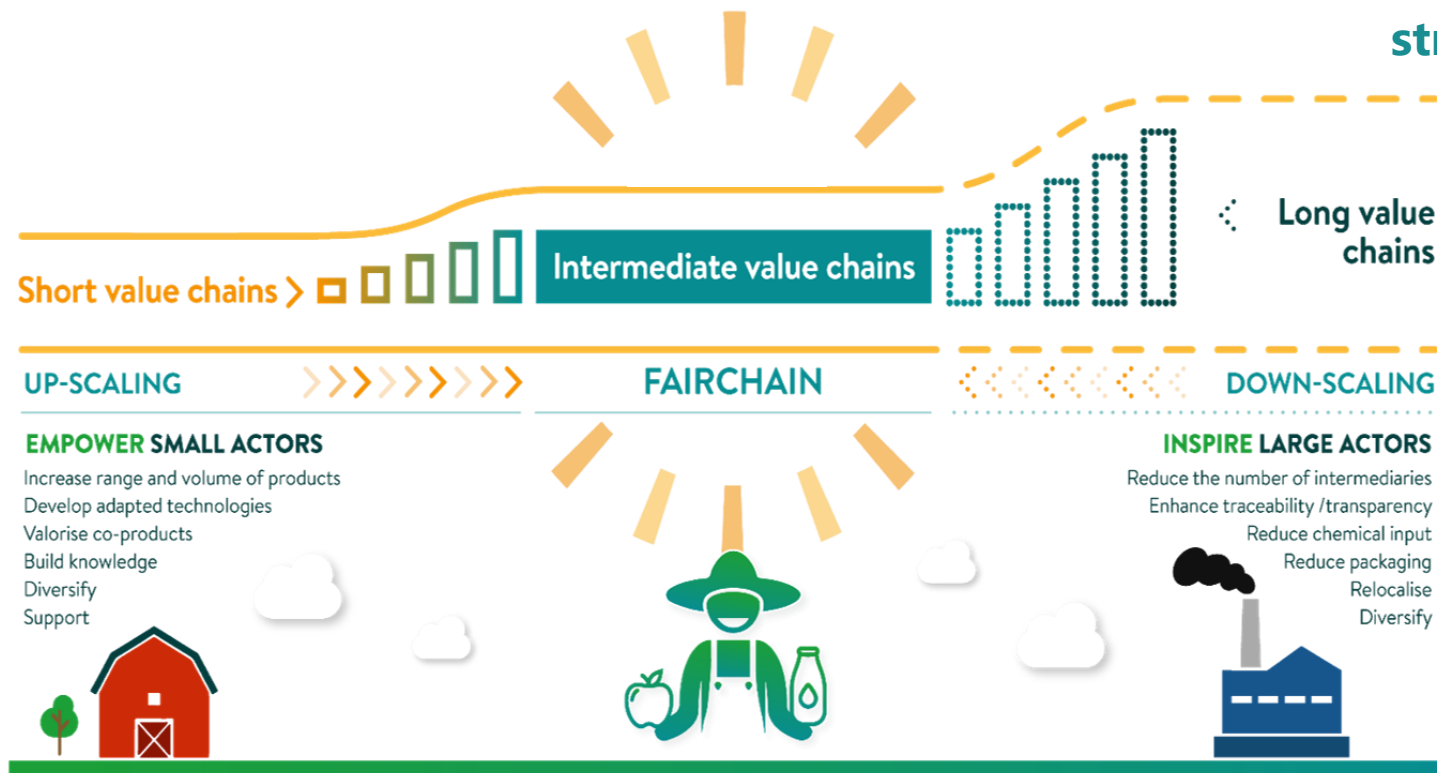 Short value chains
Intermediate value chains
Long value
chains
UP-SCALING
FAIRCHAIN
DOWN-SCALING
EMPOWER SMALL ACTORS
Increase range and volume of products
Develop adapted technologies
Valorise co-products
Build knowledge
Diversify
Support
INSPIRE LARGE ACTORS
Reduce the number of intermediaries
Enhance traceability /transparency
Reduce chemical input
Reduce packaging
Relocalise
Diversify